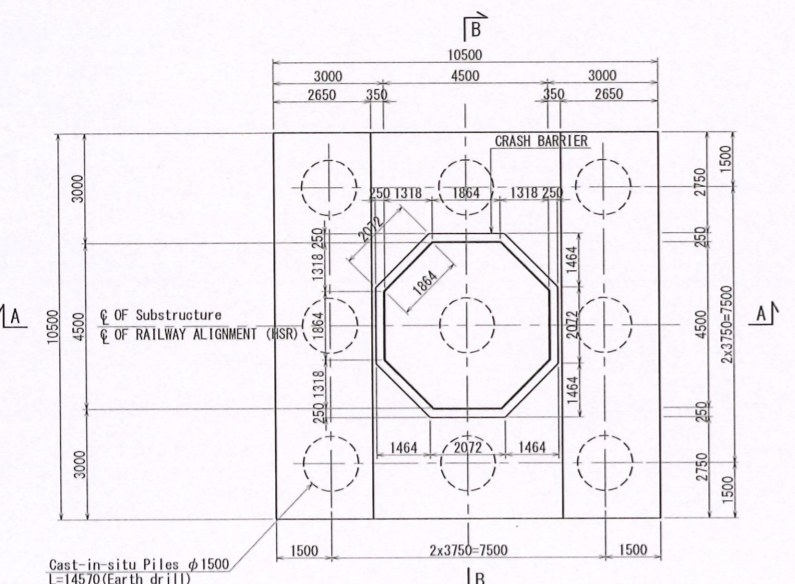 B
10500
3000 4500 3000
2650 350 350 2650
CRASH BARRIER
250 1318 1864 1318 250
2072
1864
3000
4500
3000
10500
250
1318
1864
1318
250
1464
2072
1464
2750
250
4500
250
2750
1500
2x3750=7500
1500
A
A
℄ OF Substructure
℄ OF RAILWAY ALIGNMENT (HSR)
1464 2072 1464
1500 2x3750=7500 1500
Cast-in-situ Piles φ1500
L=14570(Earth drill)
B